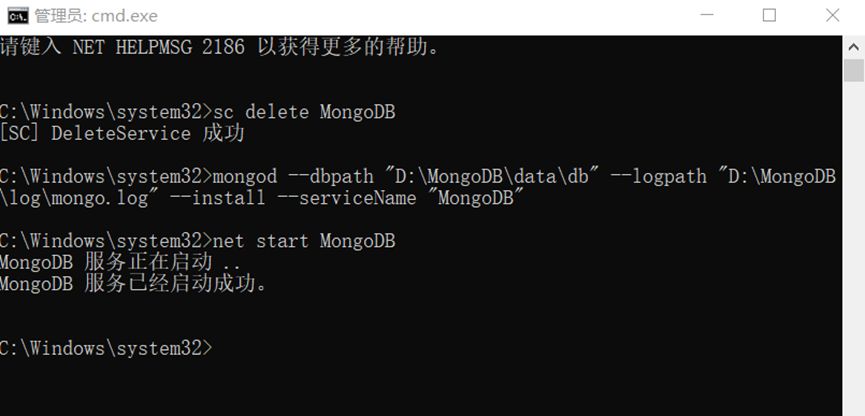 管理员: cmd.exe
请键入 NET HELPMSG 2186 以获得更多的帮助。
C:\Windows\system32>sc delete MongoDB
[SC] DeleteService 成功
C:\Windows\system32>mongod --dbpath "D:\MongoDB\data\db" --logpath "D:\MongoDB
\log\mongo.log" --install --serviceName "MongoDB"
C:\Windows\system32>net start MongoDB
MongoDB 服务正在启动 ..
MongoDB 服务已经启动成功。
C:\Windows\system32>